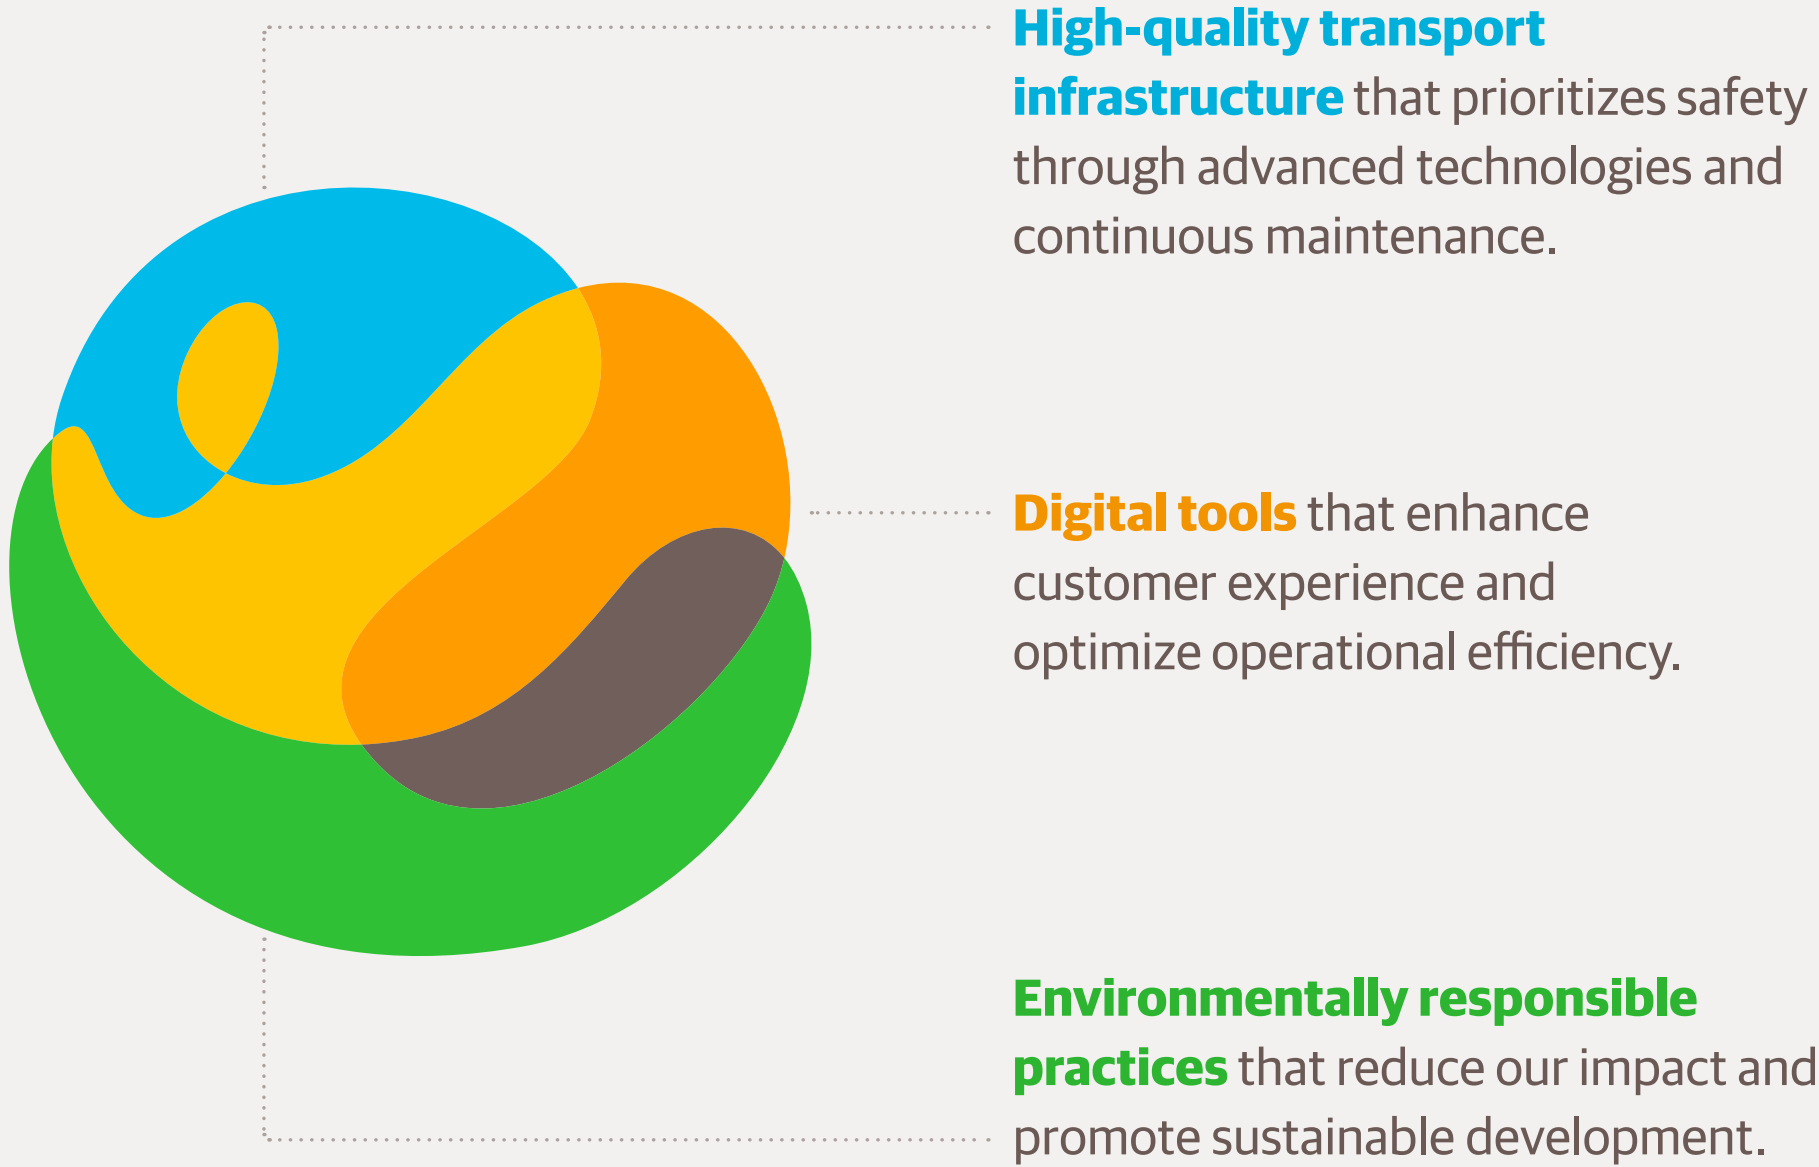 High-quality transport
infrastructure that prioritizes safety
through advanced technologies and
continuous maintenance.
Digital tools that enhance
customer experience and
optimize operational efficiency.
Environmentally responsible
practices that reduce our impact and
promote sustainable development.